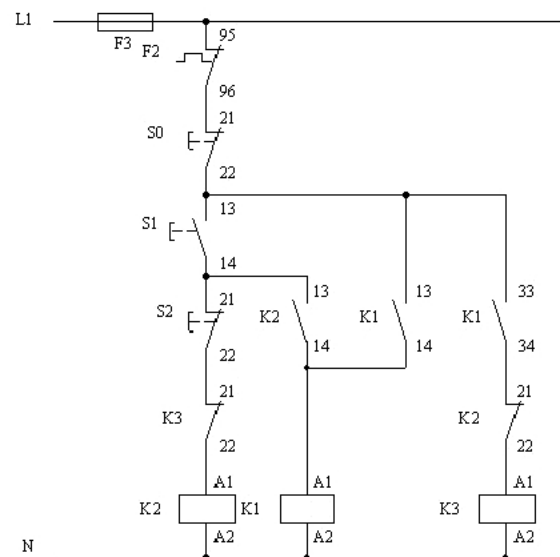 L1
F3 F2 95
96
S0 21
22
S1 13
14
S2 21 K2 13 K1 13 K1 33
22 14 14 34
K3 21 K2 21
22 22
K2 A1 K1 A1 K3 A1
A2 A2 A2
N